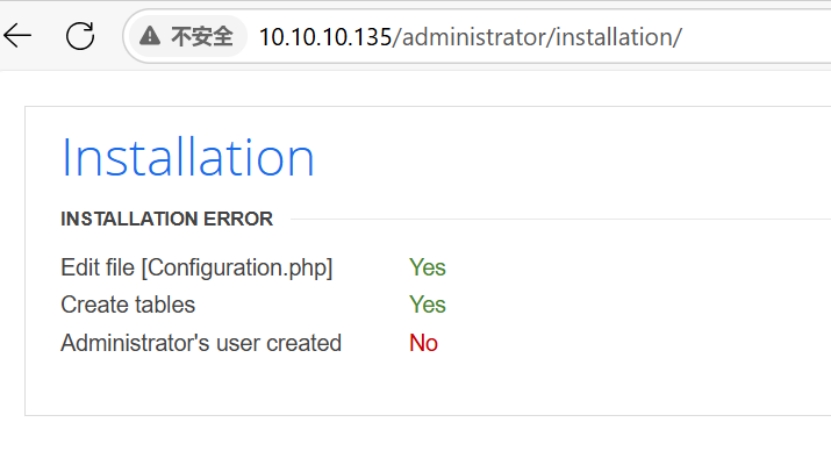 不安全 10.10.10.135/administrator/installation/
Installation
INSTALLATION ERROR
Edit file [Configuration.php] Yes
Create tables Yes
Administrator's user created No